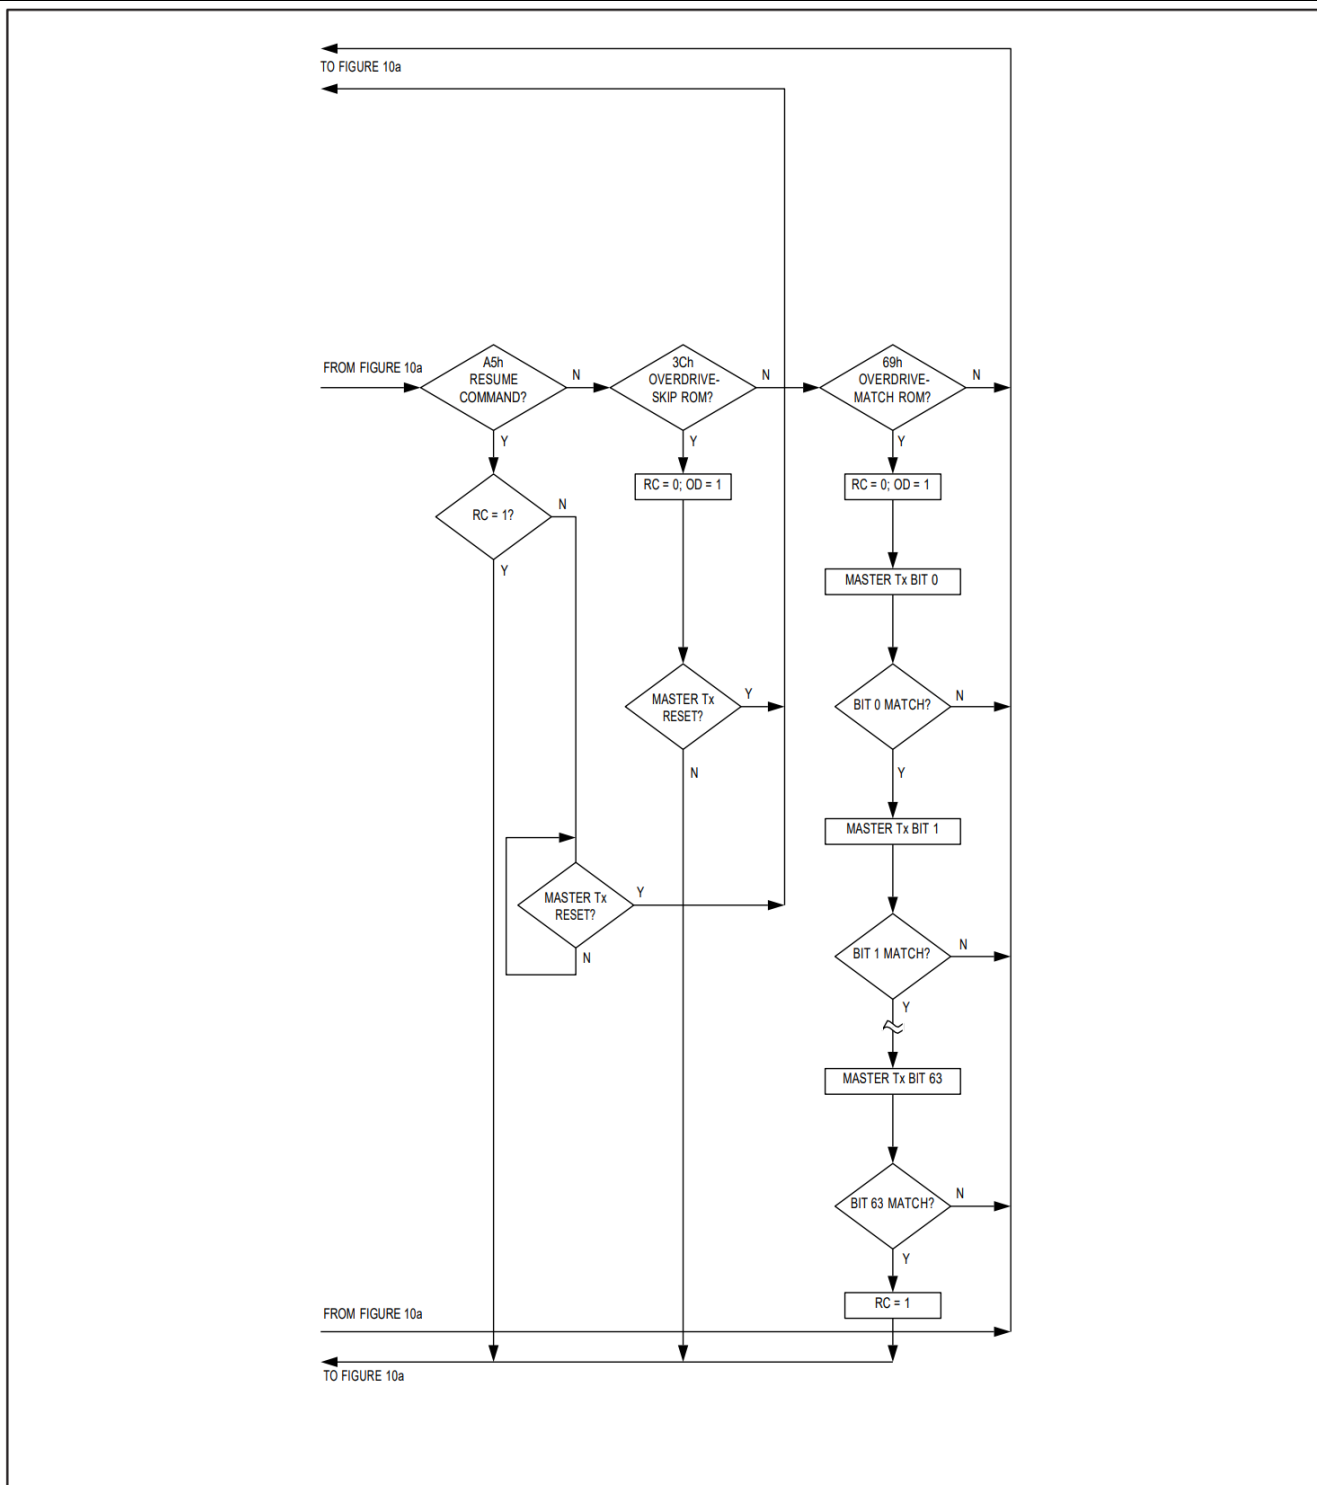 TO FIGURE 10a
FROM FIGURE 10a
A5h
RESUME
COMMAND?
N
Y
3Ch
OVERDRIVE-
SKIP ROM?
N
Y
69h
OVERDRIVE-
MATCH ROM?
N
Y
RC = 1?
N
Y
RC = 0; OD = 1
RC = 0; OD = 1
MASTER Tx BIT 0
MASTER Tx
RESET?
Y
N
BIT 0 MATCH?
N
Y
MASTER Tx BIT 1
MASTER Tx
RESET?
Y
N
BIT 1 MATCH?
N
Y
MASTER Tx BIT 63
BIT 63 MATCH?
N
Y
RC = 1
FROM FIGURE 10a
TO FIGURE 10a